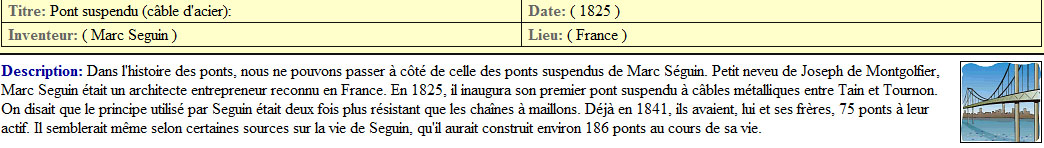 Titre: Pont suspendu (câble d'acier): Date: ( 1825 )
Inventeur: ( Marc Seguin ) Lieu: ( France )
Description: Dans l'histoire des ponts, nous ne pouvons passer à côté de celle des ponts suspendus de Marc Séguin. Petit neveu de Joseph de Montgolfier,
Marc Seguin était un architecte entrepreneur reconnu en France. En 1825, il inaugura son premier pont suspendu à câbles métalliques entre Tain et Tournon.
On disait que le principe utilisé par Seguin était deux fois plus résistant que les chaînes à maillons. Déjà en 1841, ils avaient, lui et ses frères, 75 ponts à leur
actif. Il semblerait même selon certaines sources sur la vie de Seguin, qu'il aurait construit environ 186 ponts au cours de sa vie.